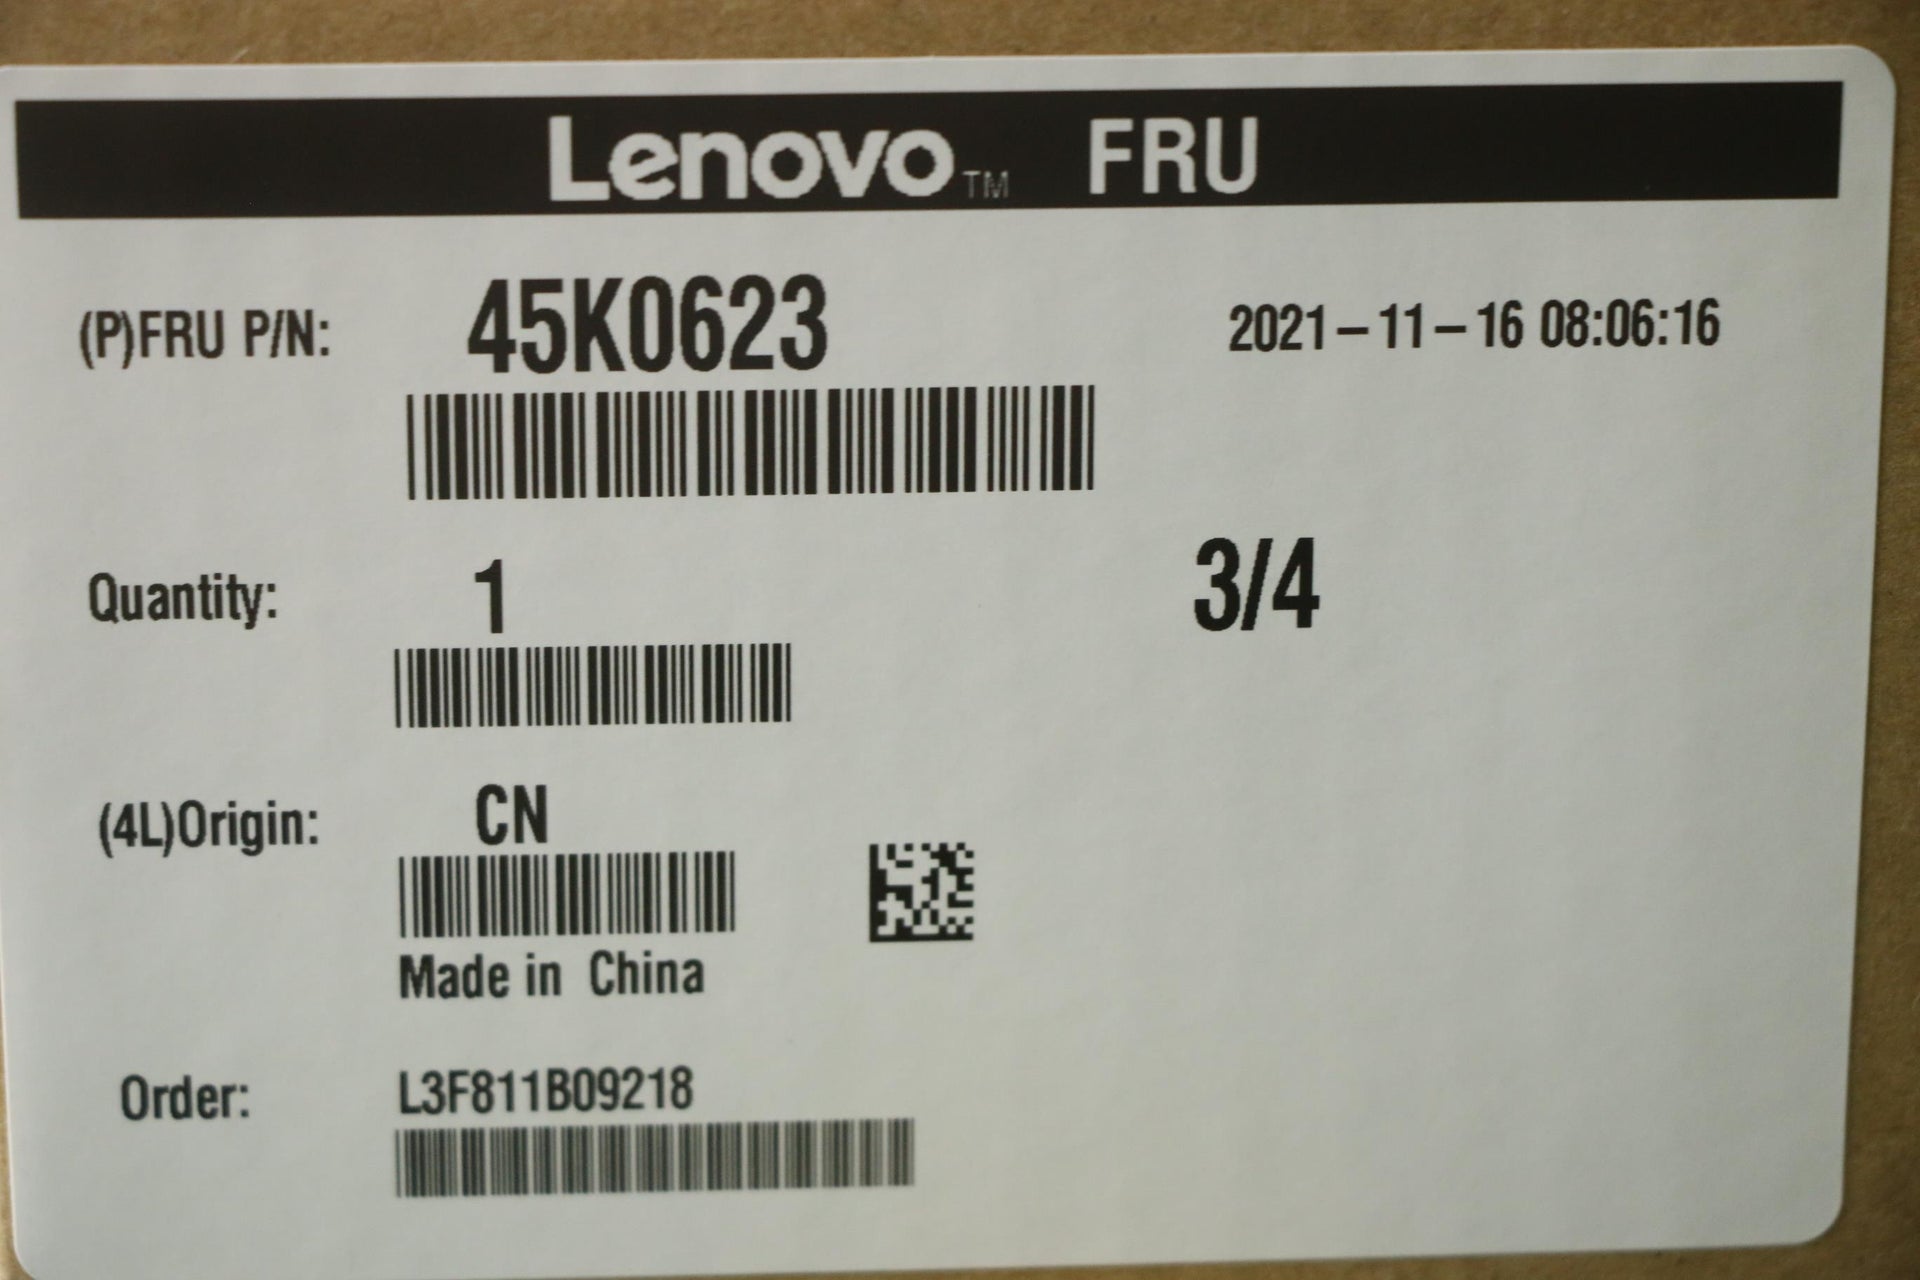 Lenovo™ FRU
(P)FRU P/N: 45K0623 2021-11-16 08:06:16
Quantity: 1 3/4
(4L)Origin: CN
Made in China
Order: L3F811B09218